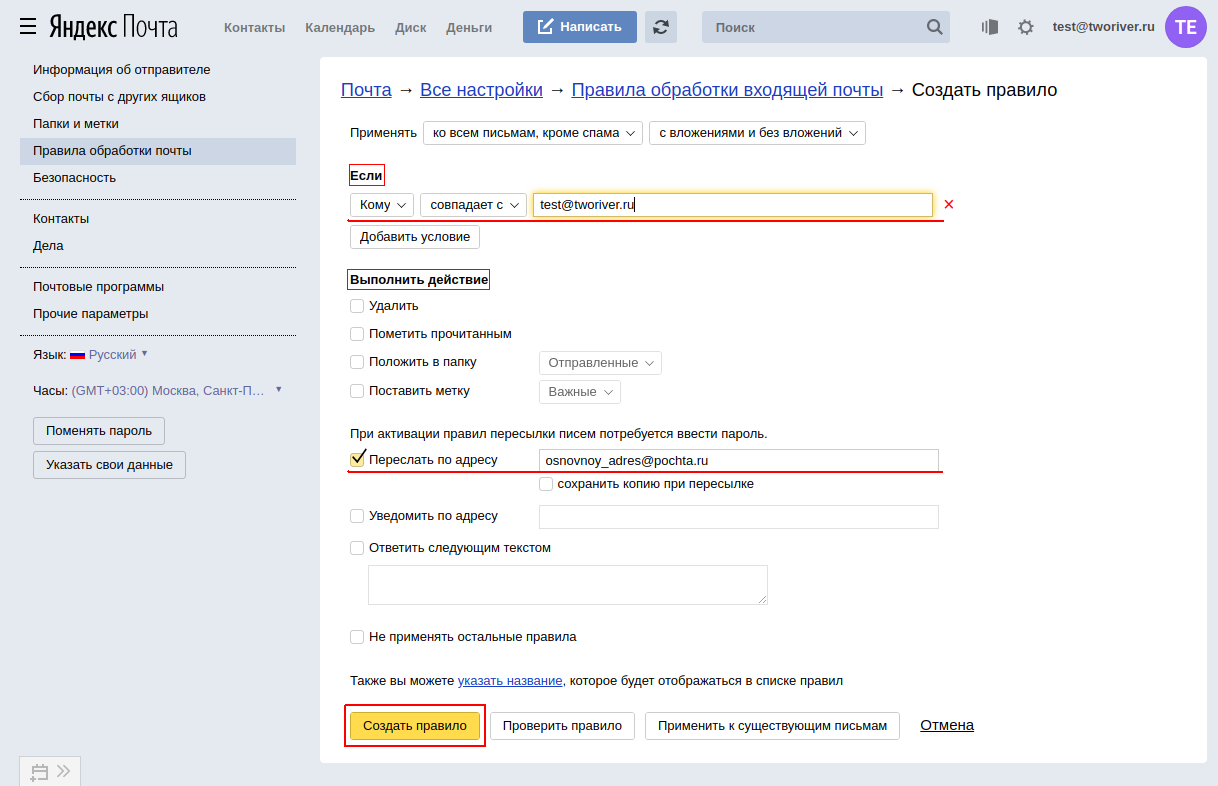 Яндекс Почта
Контакты Календарь Диск Деньги
Написать
Поиск
test@tworiver.ru
TE
Информация об отправителе
Сбор почты с других ящиков
Папки и метки
Правила обработки почты
Безопасность
Контакты
Дела
Почтовые программы
Прочие параметры
Язык: Русский
Часы: (GMT+03:00) Москва, Санкт-П…
Поменять пароль
Указать свои данные
Почта → Все настройки → Правила обработки входящей почты → Создать правило
Применять ко всем письмам, кроме спама с вложениями и без вложений
Если
Кому совпадает с test@tworiver.ru
Добавить условие
Выполнить действие
Удалить
Пометить прочитанным
Положить в папку Отправленные
Поставить метку Важные
При активации правил пересылки писем потребуется ввести пароль.
Переслать по адресу osnovnoy_adres@pochta.ru
сохранить копию при пересылке
Уведомить по адресу
Ответить следующим текстом
Не применять остальные правила
Также вы можете указать название, которое будет отображаться в списке правил
Создать правило Проверить правило Применить к существующим письмам Отмена